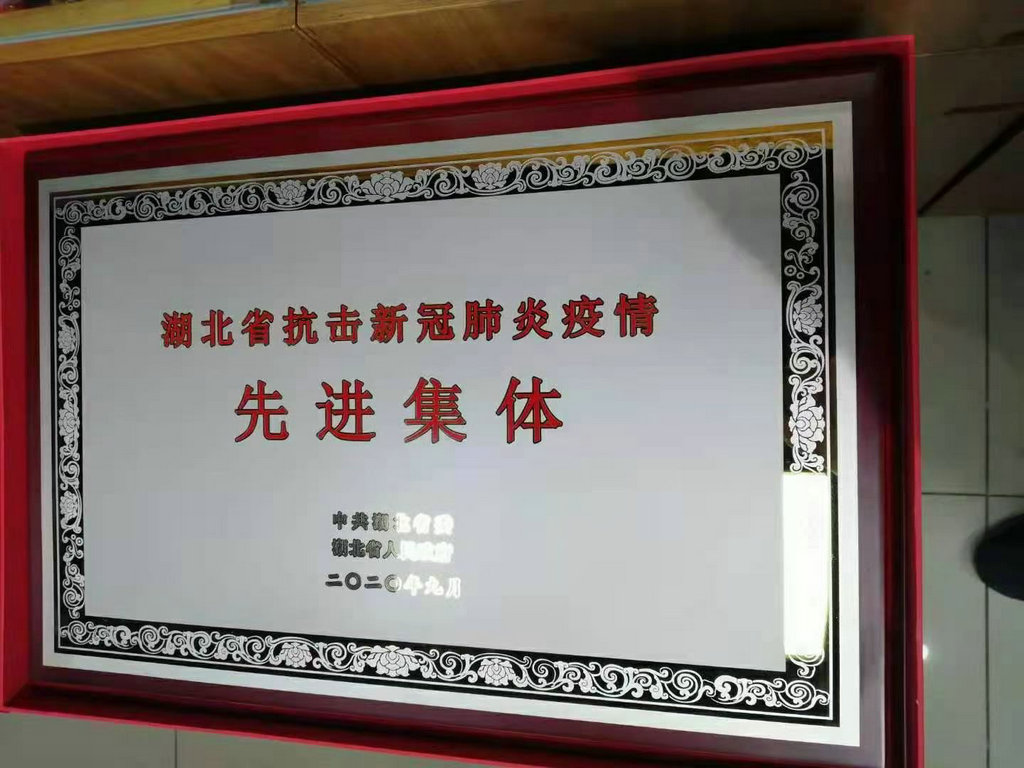 湖北省抗击新冠肺炎疫情
先进集体
中共湖北省委
湖北省人民政府
二〇二〇年九月